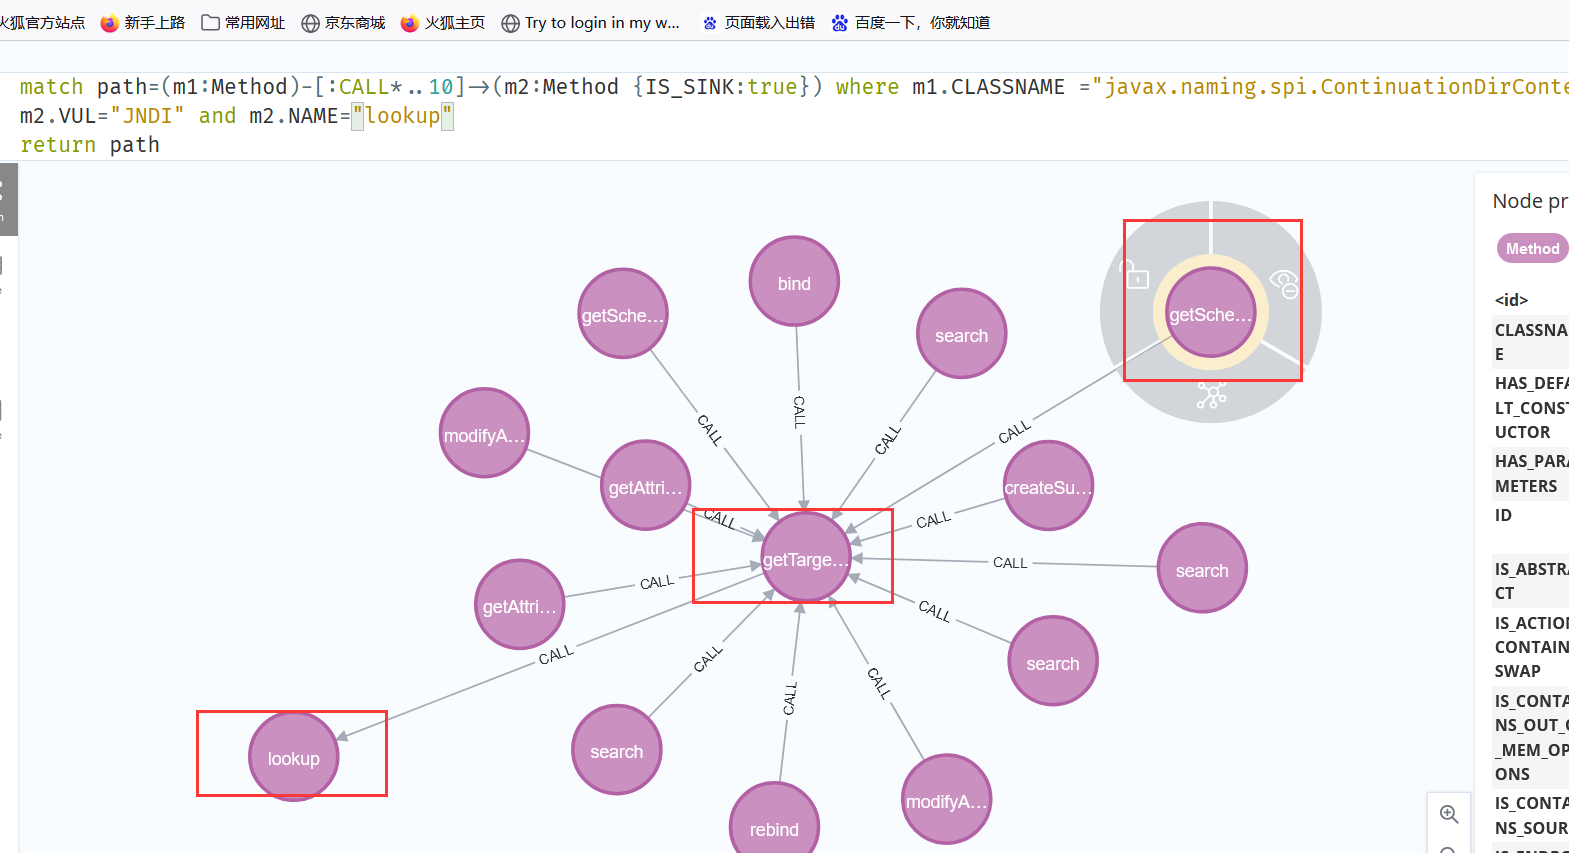 火狐官方站点 新手上路 常用网址 京东商城 火狐主页 Try to login in my w... 页面载入出错 百度一下，你就知道
match path=(m1:Method)-[:CALL*..10]->(m2:Method {IS_SINK:true}) where m1.CLASSNAME ="javax.naming.spi.ContinuationDirConte
m2.VUL="JNDI" and m2.NAME="lookup"
return path
Node pr
Method
<id>
CLASSNA
E
HAS_DEFA
LT_CONST
UCTOR
HAS_PARA
METERS
ID
IS_ABSTRA
CT
IS_ACTION
CONTAIN
SWAP
IS_CONTA
NS_OUT_O
_MEM_OP
ONS
IS_CONTA
NS_SOUR
bind
getSche...
search
getSche...
modifyA...
getAttri...
createSu...
getTarge...
search
getAttri...
search
lookup
search
rebind
modifyA...
CALL
CALL
CALL
CALL
CALL
CALL
CALL
CALL
CALL
CALL
CALL
CALL
CALL